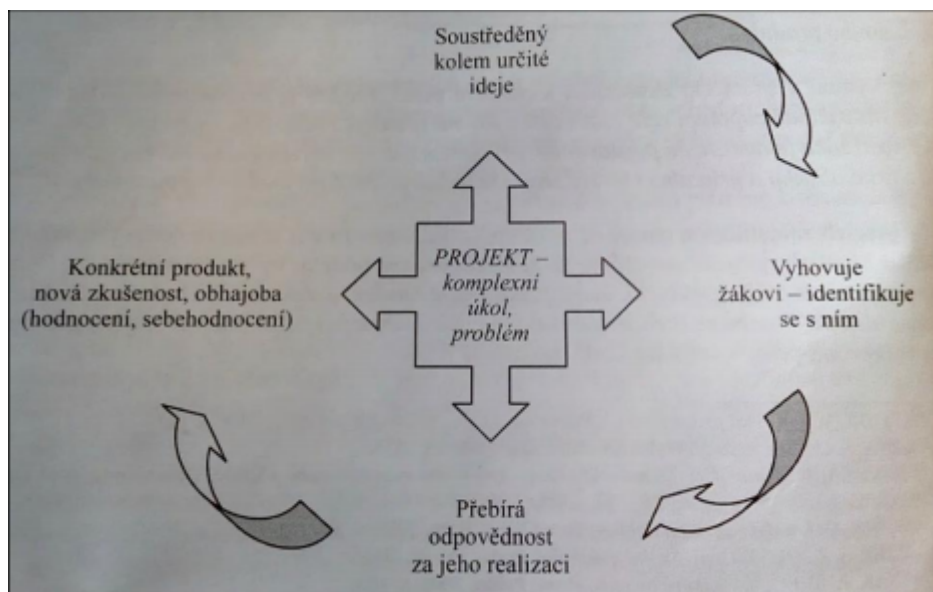 Soustředěný
kolem určité
ideje
PROJEKT –
komplexní
úkol,
problém
Konkrétní produkt,
nová zkušenost, obhajoba
(hodnocení, sebehodnocení)
Vyhovuje
žákovi – identifikuje
se s ním
Přebírá
odpovědnost
za jeho realizaci